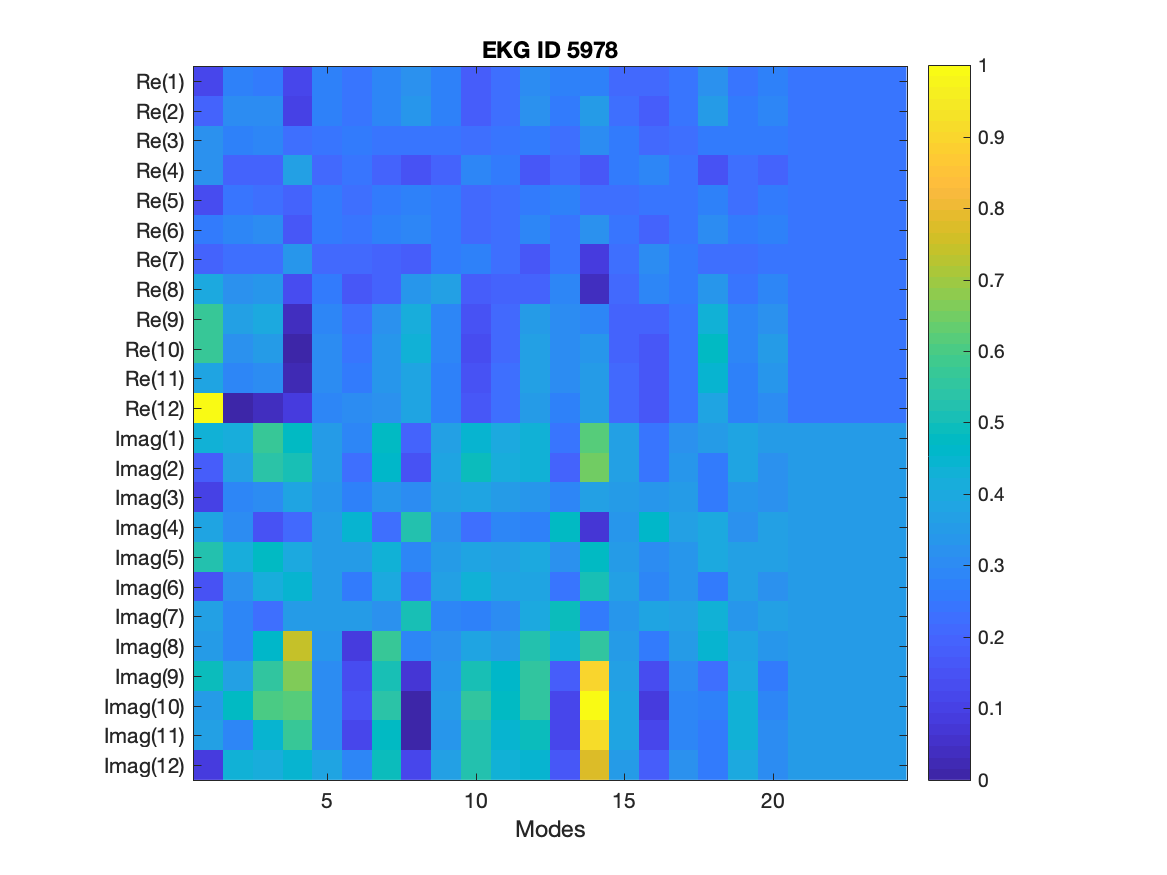 EKG ID 5978
Re(1)
Re(2)
Re(3)
Re(4)
Re(5)
Re(6)
Re(7)
Re(8)
Re(9)
Re(10)
Re(11)
Re(12)
Imag(1)
Imag(2)
Imag(3)
Imag(4)
Imag(5)
Imag(6)
Imag(7)
Imag(8)
Imag(9)
Imag(10)
Imag(11)
Imag(12)
5 10 15 20
Modes
1
0.9
0.8
0.7
0.6
0.5
0.4
0.3
0.2
0.1
0